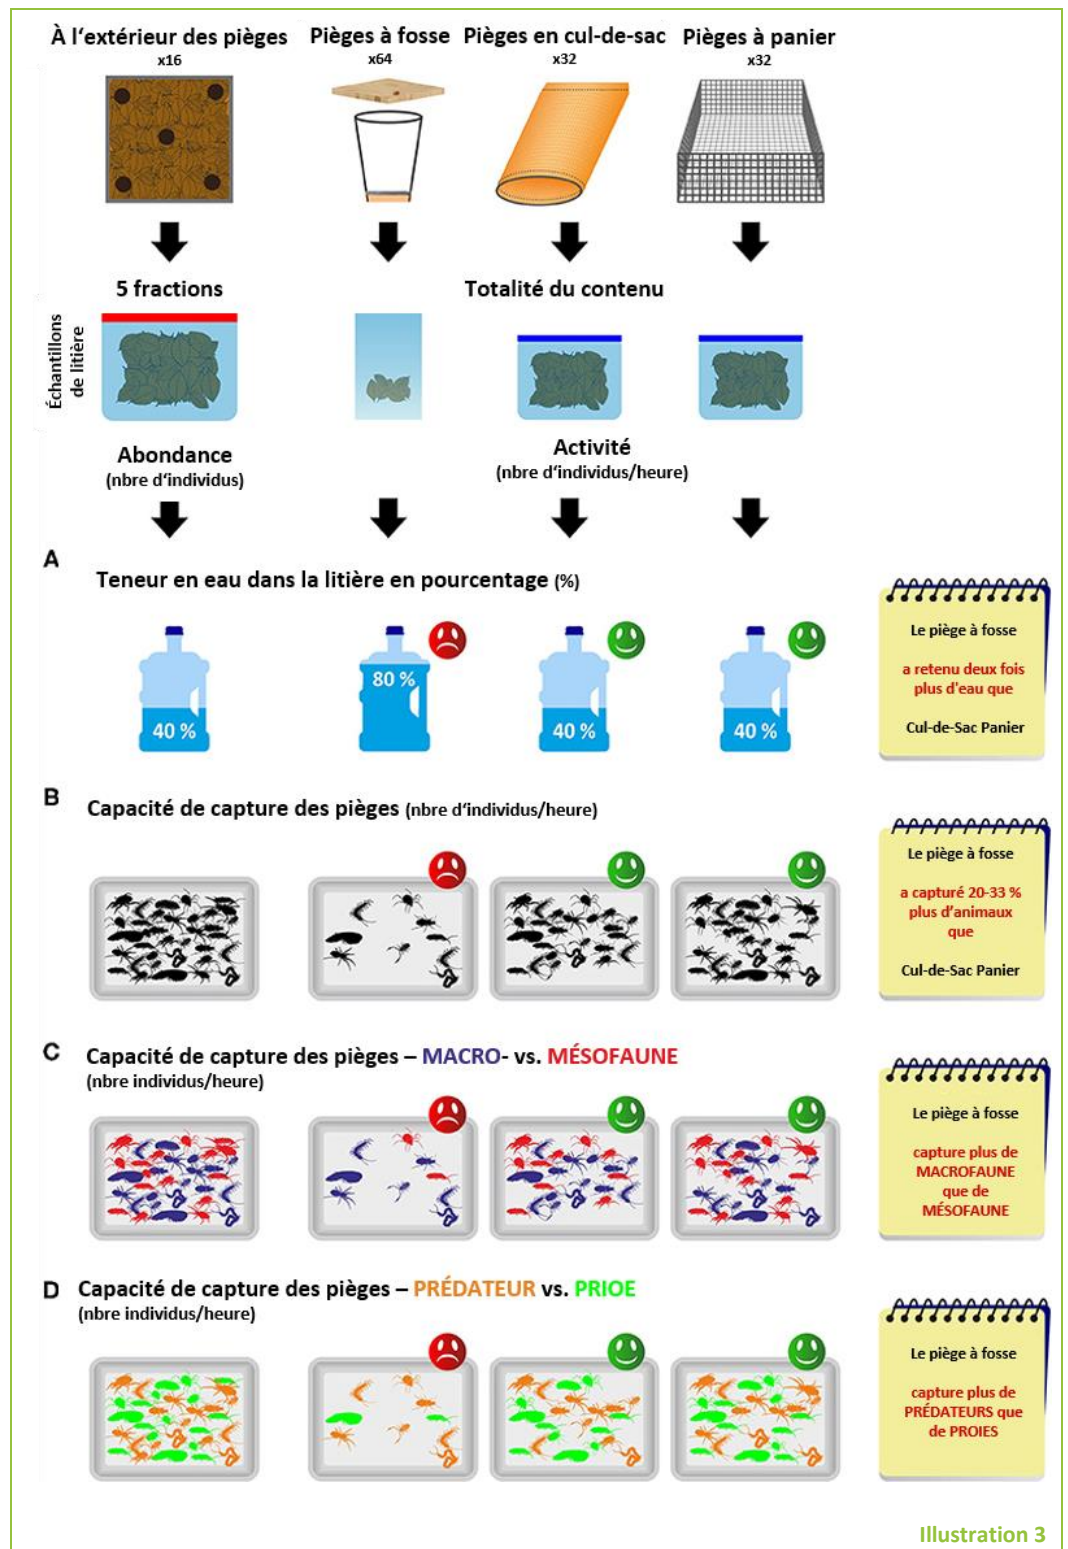 À l‘extérieur des pièges
x16
Pièges à fosse
x64
Pièges en cul-de-sac
x32
Pièges à panier
x32
5 fractions
Totalité du contenu
Échantillons
de litière
Abondance
(nbre d‘individus)
Activité
(nbre d‘individus/heure)
A
Teneur en eau dans la litière en pourcentage (%)
40 %
80 %
40 %
40 %
Le piège à fosse
a retenu deux fois
plus d'eau que
Cul-de-Sac Panier
B
Capacité de capture des pièges (nbre d‘individus/heure)
Le piège à fosse
a capturé 20-33 %
plus d’animaux
que
Cul-de-Sac Panier
C
Capacité de capture des pièges – MACRO- vs. MÉSOFAUNE
(nbre individus/heure)
Le piège à fosse
capture plus de
MACROFAUNE
que de
MÉSOFAUNE
D
Capacité de capture des pièges – PRÉDATEUR vs. PRIOE
(nbre individus/heure)
Le piège à fosse
capture plus de
PRÉDATEURS que
de PROIES
Illustration 3